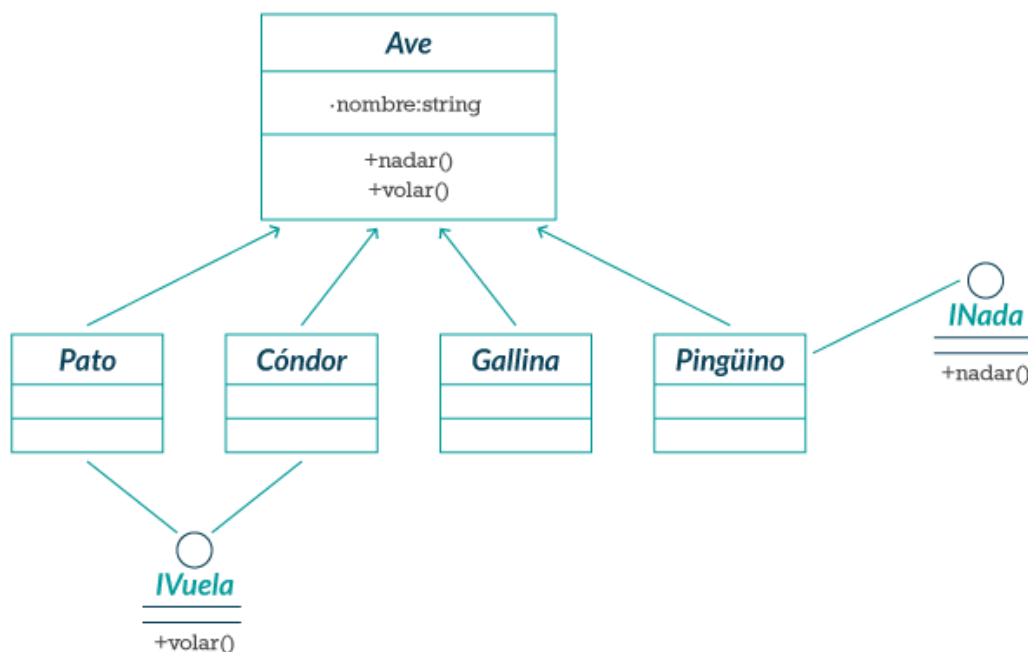 Ave
·nombre:string
+nadar()
+volar()
Pato
Cóndor
Gallina
Pingüino
INada
+nadar()
IVuela
+volar()